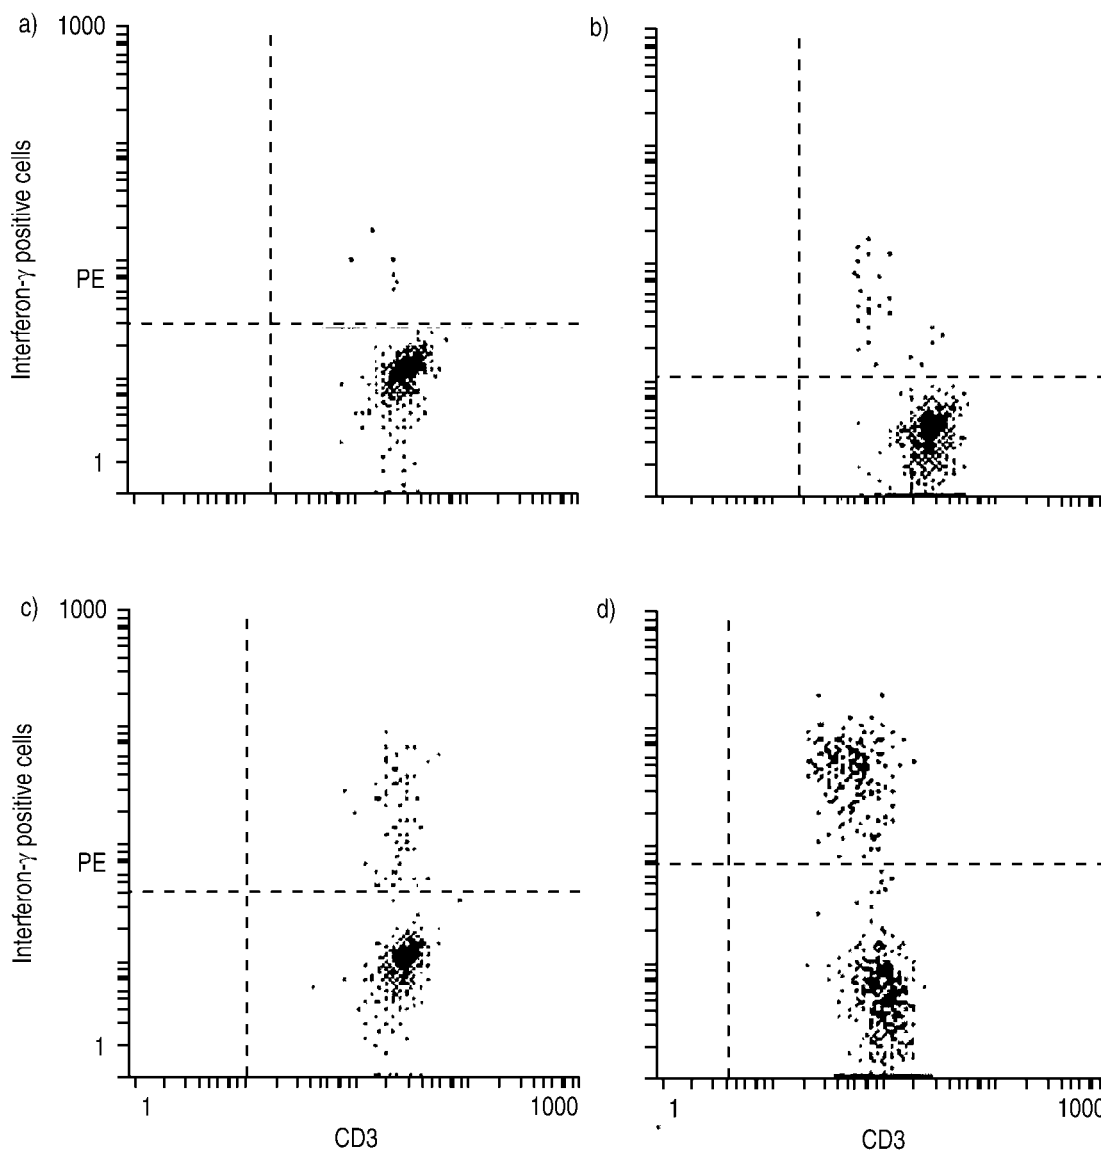 a)
1000
b)
Interferon-γ positive cells
PE
1
c)
1000
d)
Interferon-γ positive cells
PE
1
1
1000
1
1000
CD3
CD3